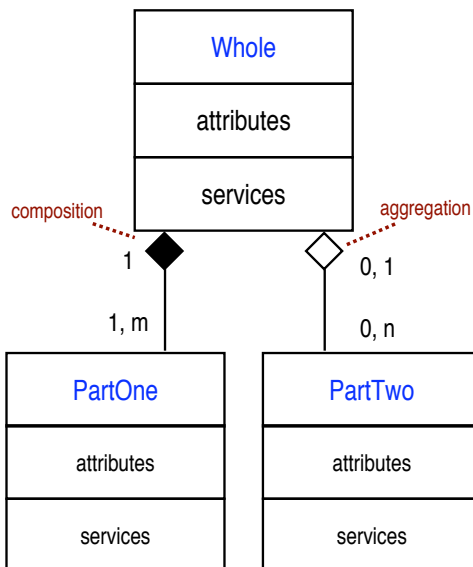 Whole
attributes
services
composition
aggregation
1
0, 1
1, m
0, n
PartOne
PartTwo
attributes
attributes
services
services